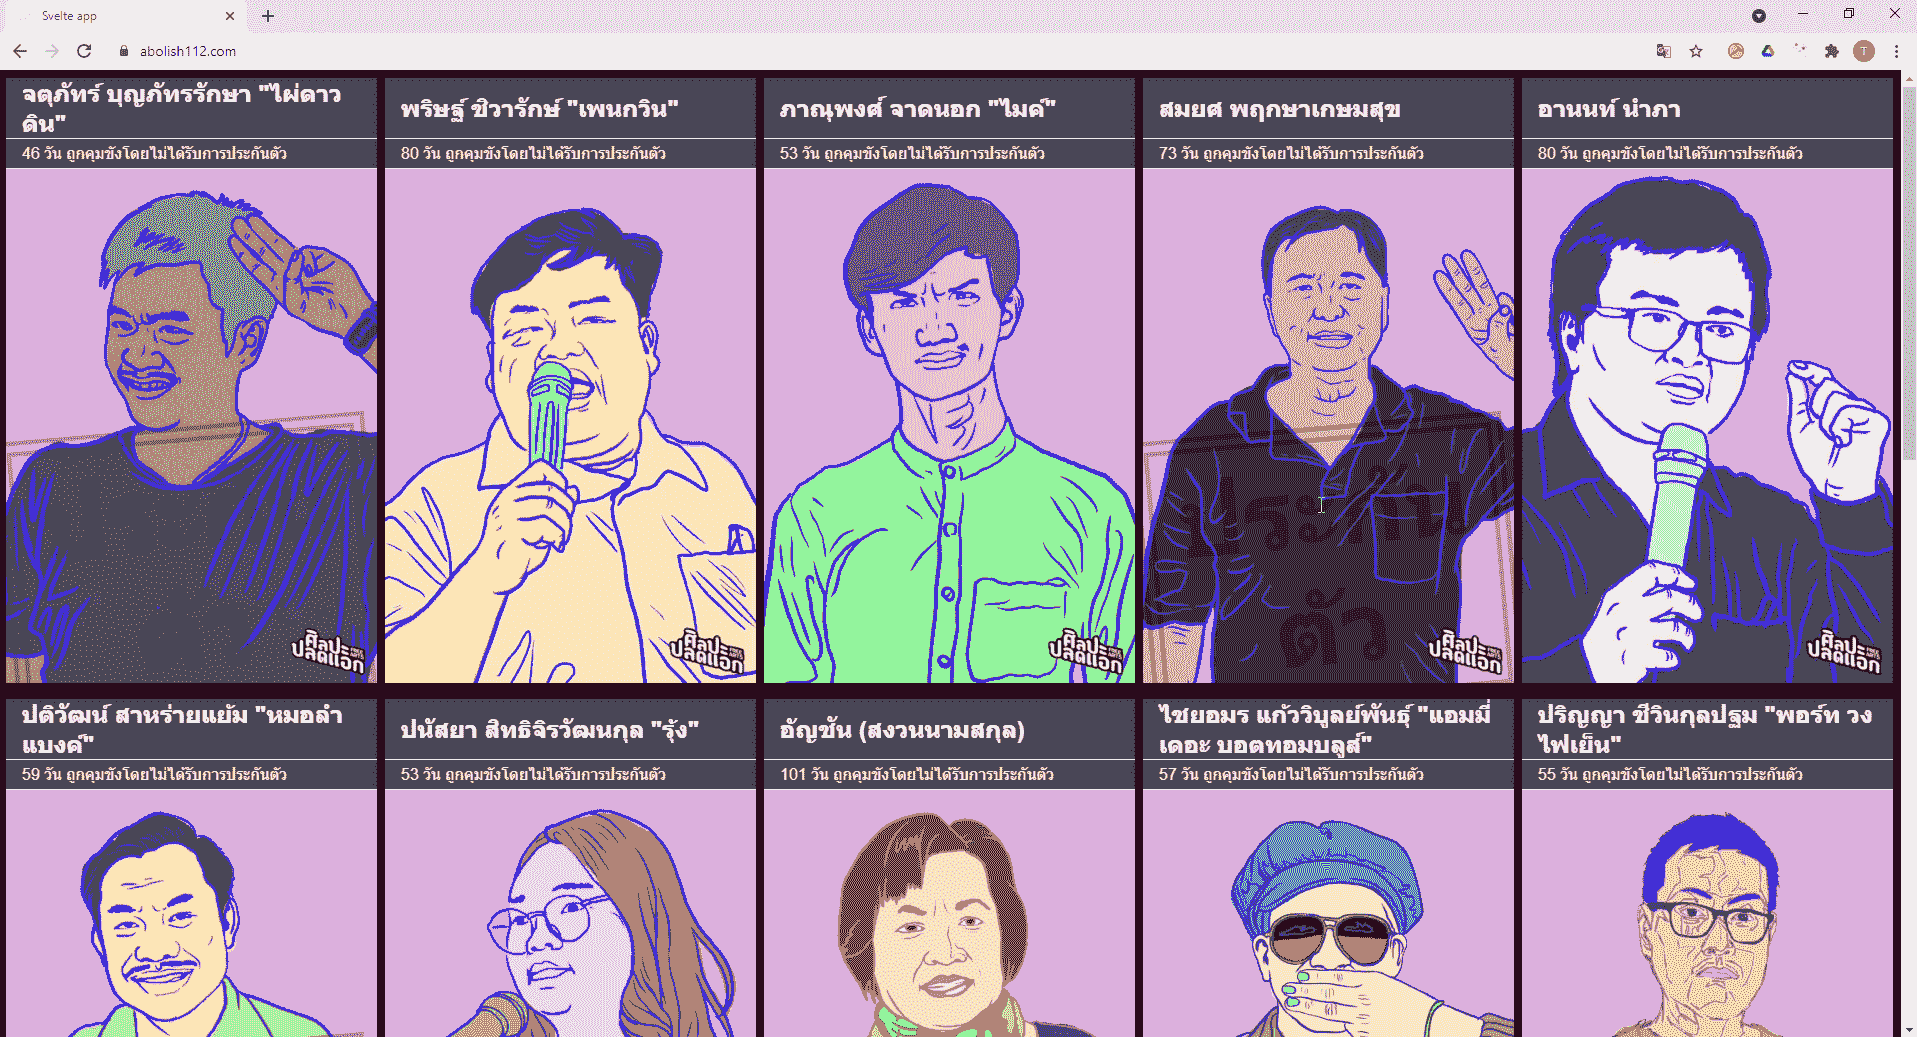 Svelte app
abolish112.com
T
จตุภัทร์ บุญภัทรรักษา "ไผ่ดาว
ดิน"
46 วัน ถูกคุมขังโดยไม่ได้รับการประกันตัว
พริษฐ์ ชิวารักษ์ "เพนกวิน"
80 วัน ถูกคุมขังโดยไม่ได้รับการประกันตัว
ภาณุพงศ์ จาดนอก "ไมค์"
53 วัน ถูกคุมขังโดยไม่ได้รับการประกันตัว
สมยศ พฤกษาเกษมสุข
73 วัน ถูกคุมขังโดยไม่ได้รับการประกันตัว
อานนท์ นำภา
80 วัน ถูกคุมขังโดยไม่ได้รับการประกันตัว
ประกัน
ตัว
ศิลปะ
ปลดแอก
ศิลปะ
ปลดแอก
ศิลปะ
ปลดแอก
ศิลปะ
ปลดแอก
ศิลปะ
ปลดแอก
ปติวัฒน์ สาหร่ายแย้ม "หมอลำ
แบงค์"
59 วัน ถูกคุมขังโดยไม่ได้รับการประกันตัว
ปนัสยา สิทธิจิรวัฒนกุล "รุ้ง"
53 วัน ถูกคุมขังโดยไม่ได้รับการประกันตัว
อัญชัน (สงวนนามสกุล)
101 วัน ถูกคุมขังโดยไม่ได้รับการประกันตัว
ไชยอมร แก้ววิบูลย์พันธุ์ "แอมมี่
เดอะ บอตทอมบลูส์"
57 วัน ถูกคุมขังโดยไม่ได้รับการประกันตัว
ปริญญา ชีวินกุลปฐม "พอร์ท วง
ไฟเย็น"
55 วัน ถูกคุมขังโดยไม่ได้รับการประกันตัว